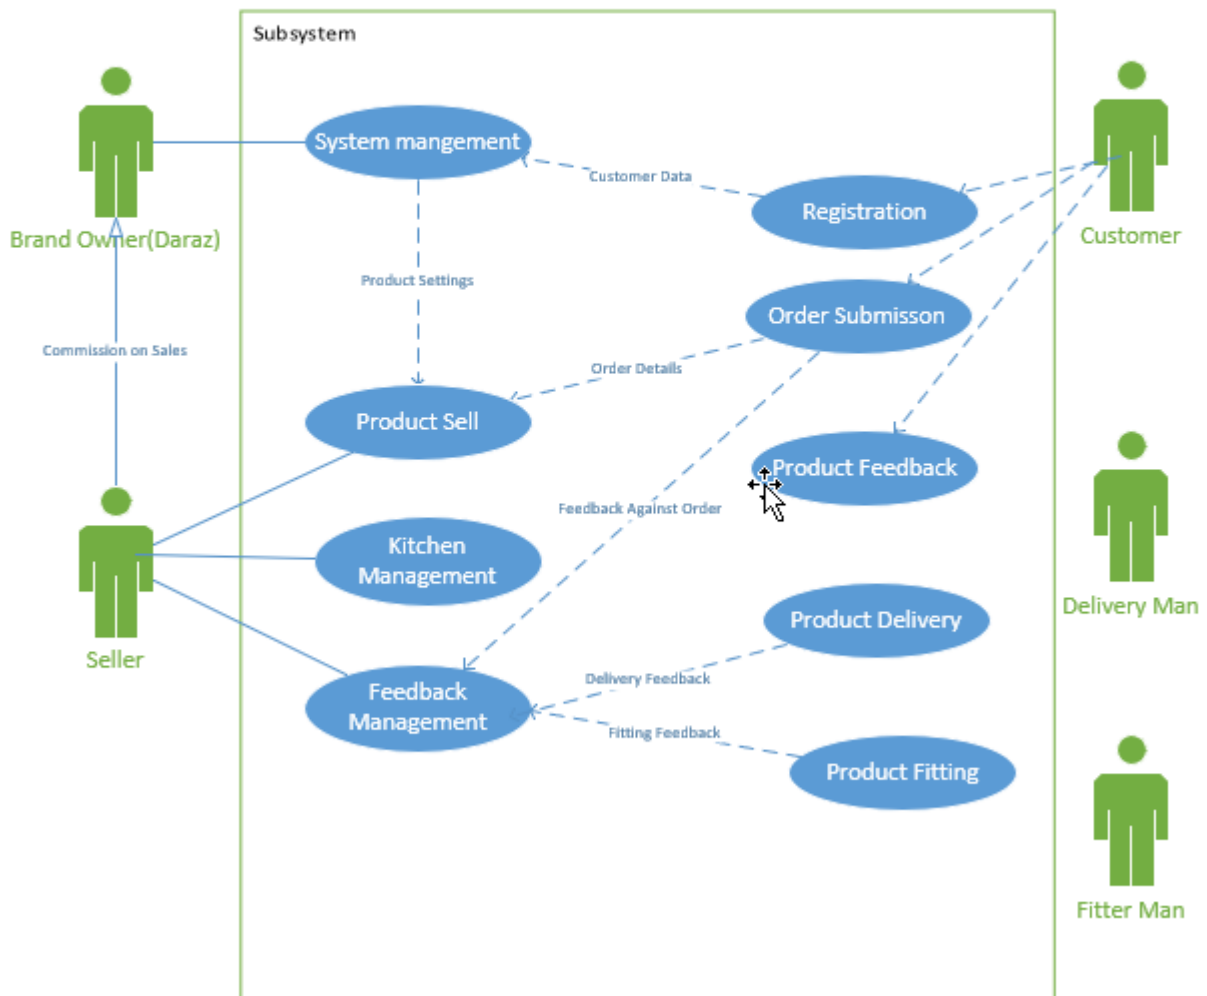 Subsystem
System mangement
Customer Data
Registration
Brand Owner(Daraz)
Customer
Product Settings
Order Submisson
Commission on Sales
Order Details
Product Sell
Product Feedback
Feedback Against Order
Kitchen
Management
Delivery Man
Product Delivery
Seller
Delivery Feedback
Feedback
Management
Fitting Feedback
Product Fitting
Fitter Man